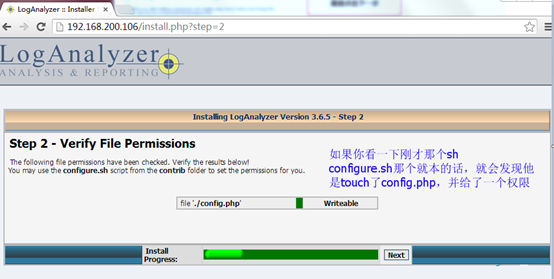 LogAnalyzer :: Installer
192.168.200.106/install.php?step=2
LogAnalyzer
ANALYSIS & REPORTING
Installing LogAnalyzer Version 3.6.5 - Step 2
Step 2 - Verify File Permissions
The following file permissions have been checked. Verify the results below!
You may use the configure.sh script from the contrib folder to set the permissions for you.
如果你看一下刚才那个sh
configure.sh那个就本的话，就会发现他
是touch了config.php，并给了一个权限
file './config.php'
Writeable
Install
Progress:
Next